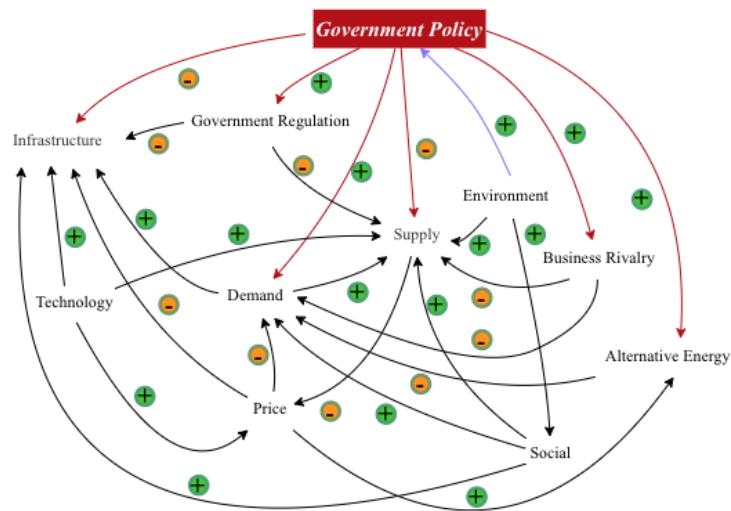 Government Policy
-
+
Government Regulation
+
+
-
-
Infrastructure
-
+
+
Environment
+
+
+
Supply
+
+
Business Rivalry
Technology
-
Demand
+
+
-
-
-
Alternative Energy
+
Price
-
+
-
Social
+
+